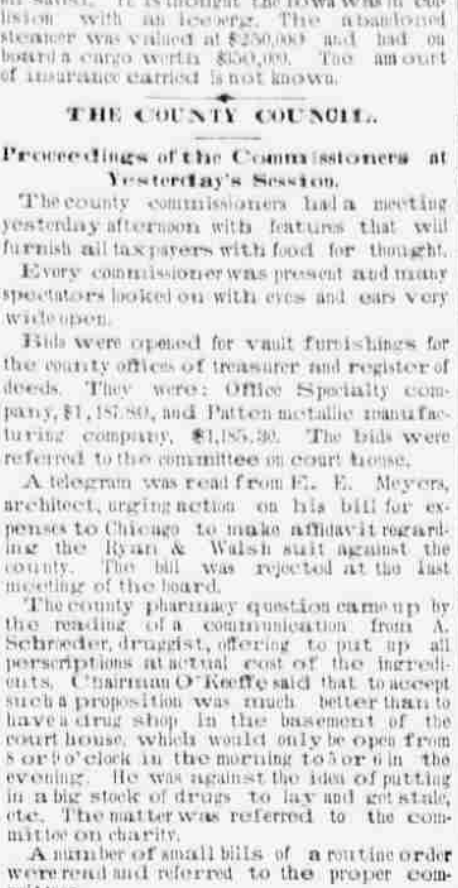 lision with an iceberg. The abandoned
steamer was valued at $250,000 and had on
board a cargo worth $350,000. The amount
of insurance carried is not known.
THE COUNTY COUNCIL.
Proceedings of the Commissioners at
Yesterday's Session.
The county commissioners had a meeting
yesterday afternoon with features that will
furnish all taxpayers with food for thought.
Every commissioner was present and many
spectators looked on with eyes and ears very
wide open.
Bids were opened for vault furnishings for
the county offices of treasurer and register of
deeds. They were: Office Specialty com-
pany, $1,187.80, and Patton metallic manufac-
turing company, $1,185.30. The bids were
referred to the committee on court house.
A telegram was read from E. E. Meyers,
architect, urging action on his bill for ex-
penses to Chicago to make affidavit regard-
ing the Ryan & Walsh suit against the
county. The bill was rejected at the last
meeting of the board.
The county pharmacy question came up by
the reading of a communication from A.
Schroeder, druggist, offering to put up all
perscriptions at actual cost of the ingredi-
ents. Chairman O'Keeffe said that to accept
such a proposition was much better than to
have a drug shop in the basement of the
court house, which would only be open from
8 or 9 o'clock in the morning to 5 or 6 in the
evening. He was against the idea of putting
in a big stock of drugs to lay and get stale,
etc. The matter was referred to the com-
mittee on charity.
A number of small bills of a routine order
were read and referred to the proper com-